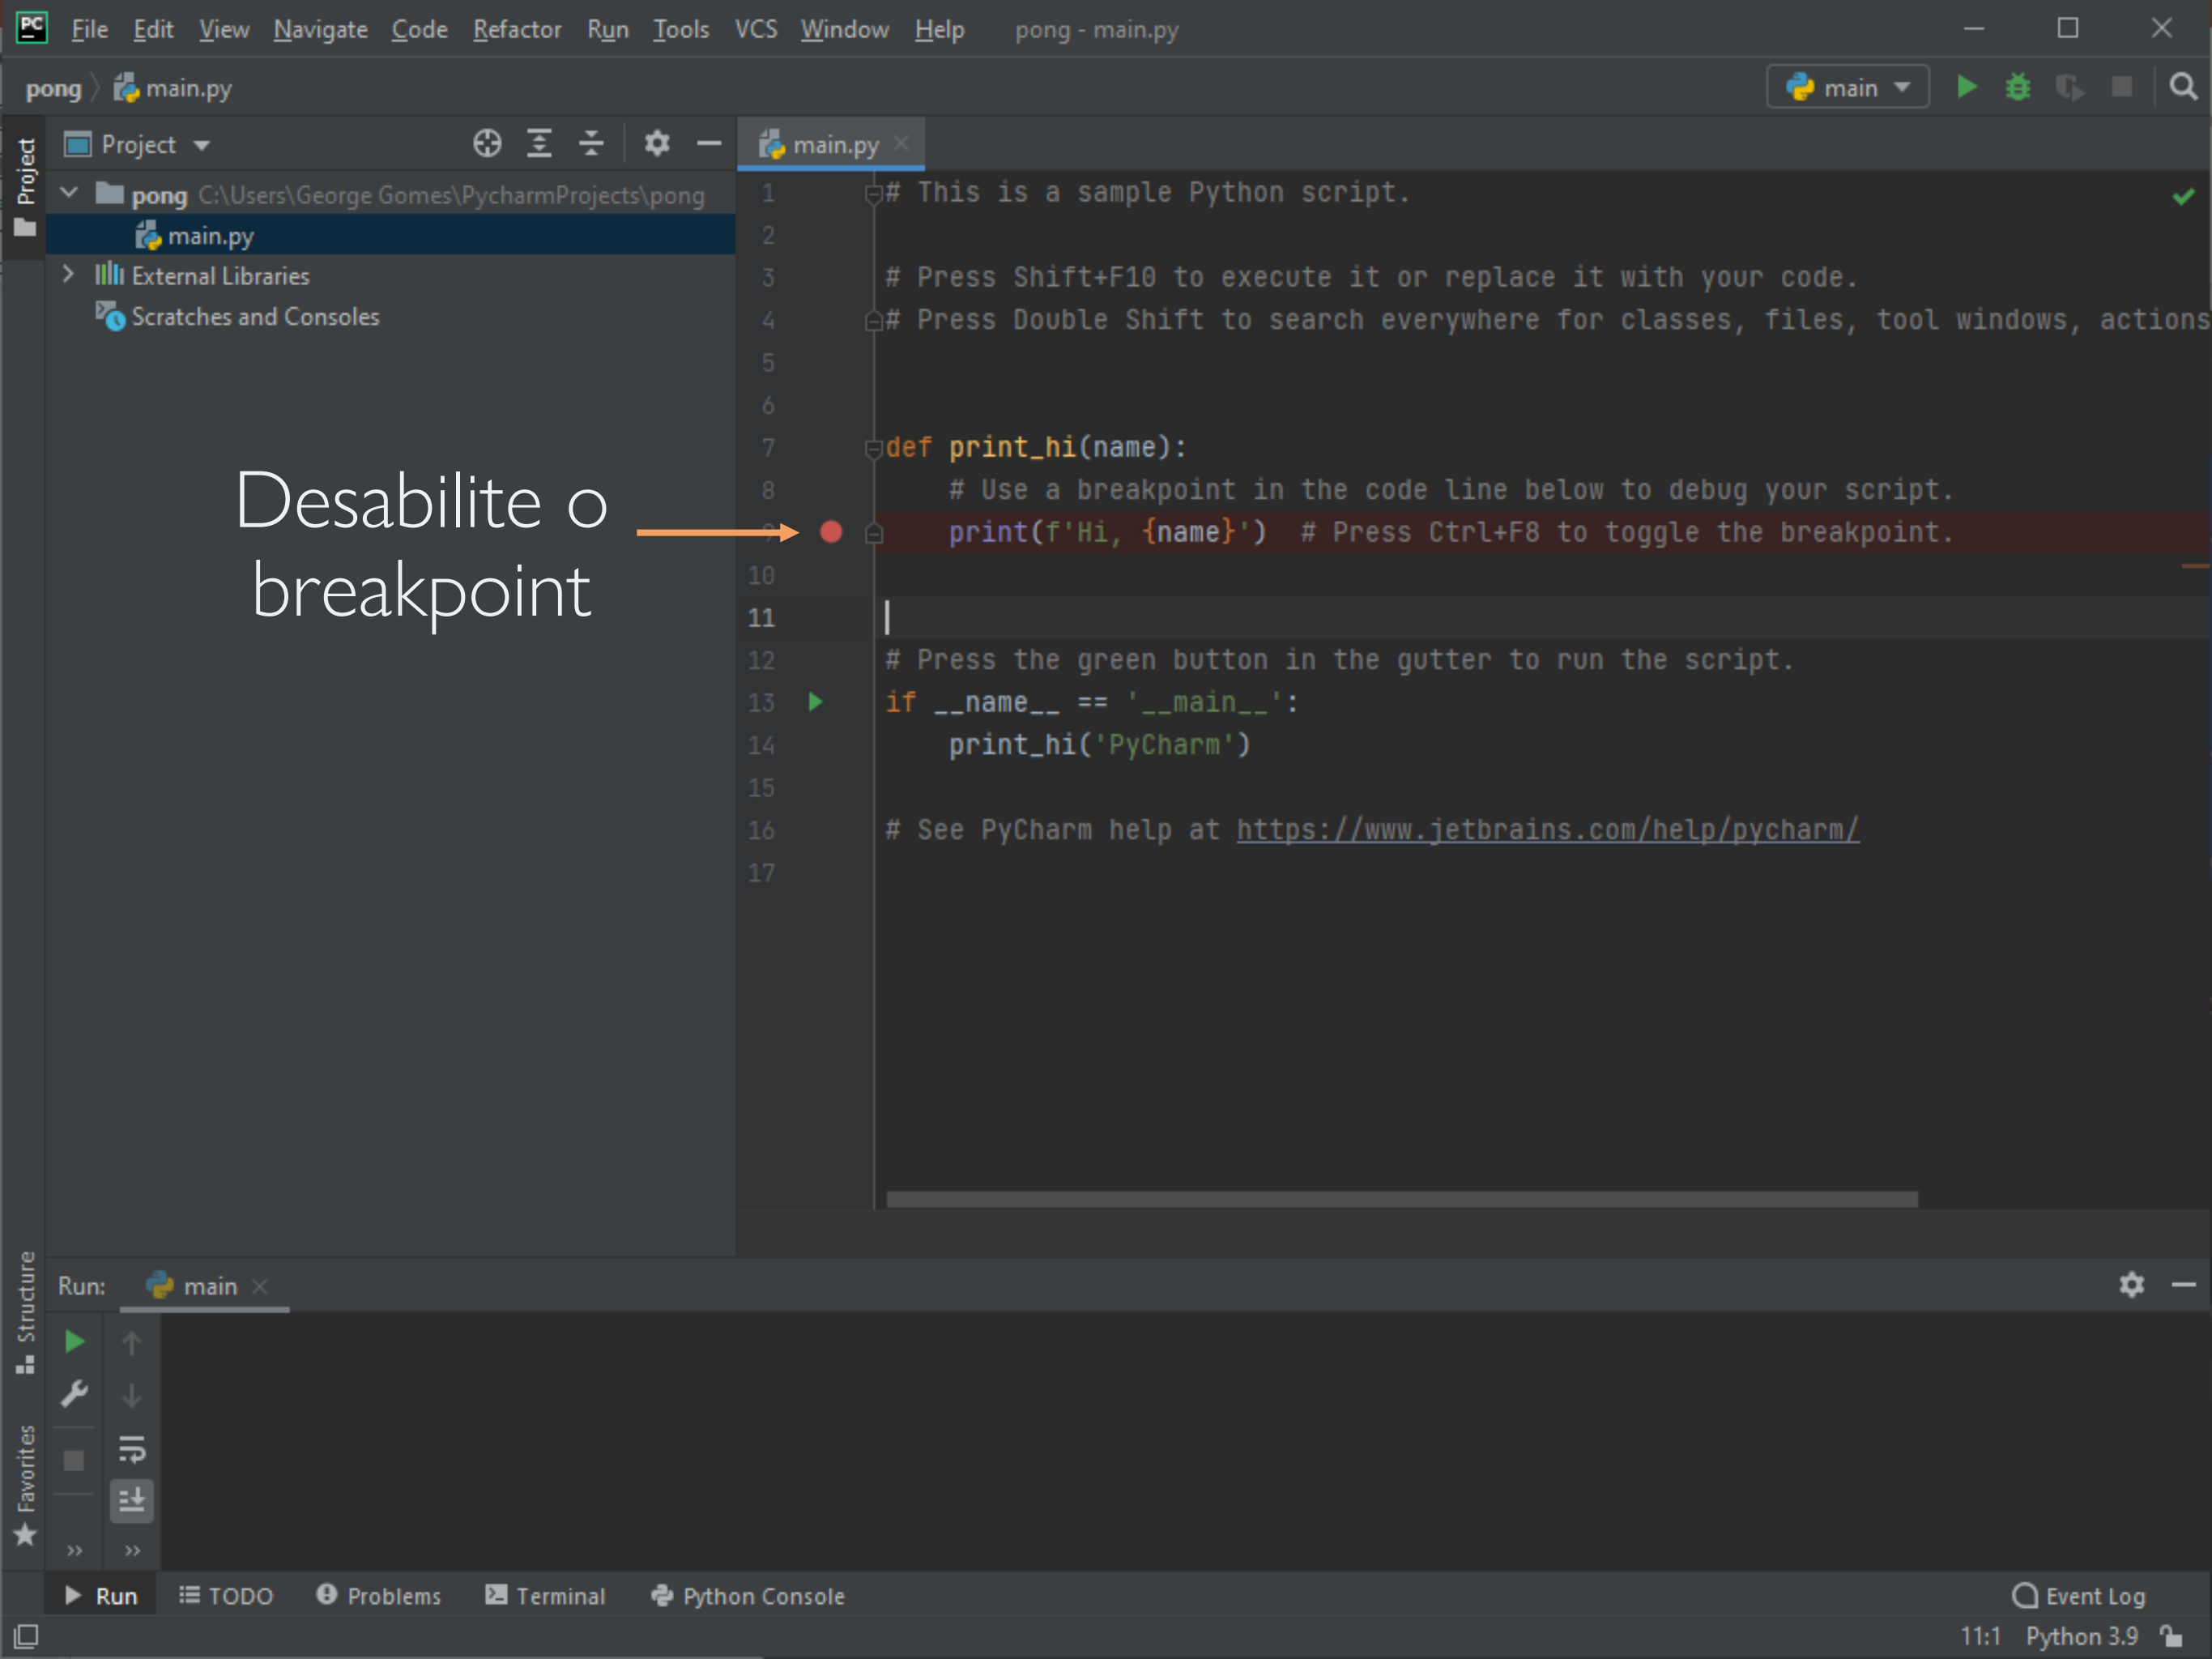 PC File Edit View Navigate Code Refactor Run Tools VCS Window Help pong - main.py
pong main.py main
Project
Project
main.py
pong C:\Users\George Gomes\PycharmProjects\pong
main.py
External Libraries
Scratches and Consoles
Desabilite o
breakpoint
1 # This is a sample Python script.
2
3 # Press Shift+F10 to execute it or replace it with your code.
4 # Press Double Shift to search everywhere for classes, files, tool windows, actions
5
6
7 def print_hi(name):
8 # Use a breakpoint in the code line below to debug your script.
9 print(f'Hi, {name}') # Press Ctrl+F8 to toggle the breakpoint.
10
11
12 # Press the green button in the gutter to run the script.
13 if __name__ == '__main__':
14 print_hi('PyCharm')
15
16 # See PyCharm help at https://www.jetbrains.com/help/pycharm/
17
Structure
Favorites
Run: main
Run TODO Problems Terminal Python Console Event Log
11:1 Python 3.9